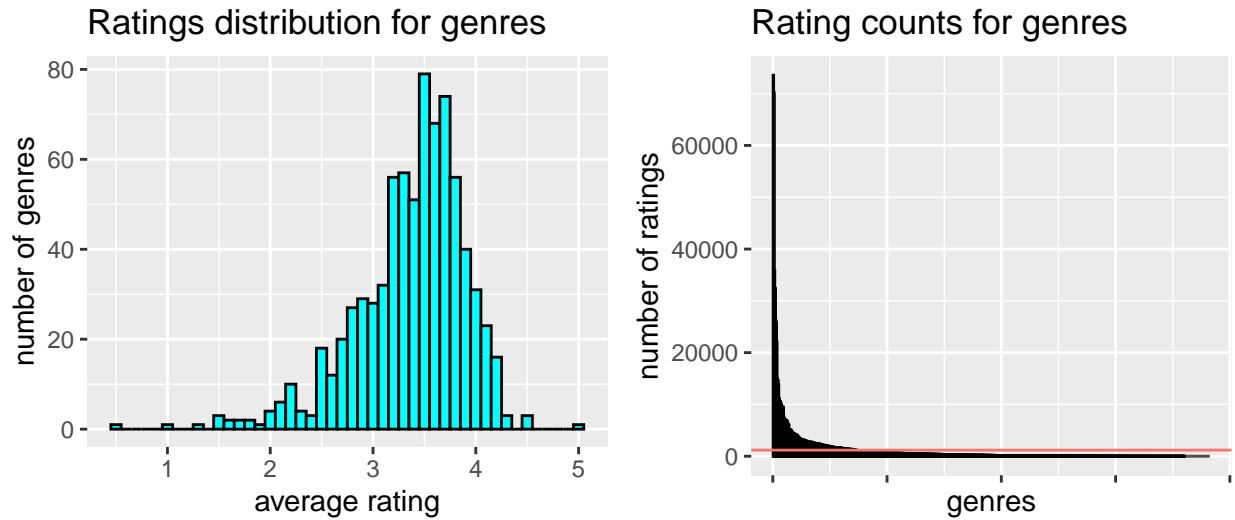 Ratings distribution for genres
number of genres
80
60
40
20
0
1 2 3 4 5
average rating
Rating counts for genres
number of ratings
60000
40000
20000
0
genres